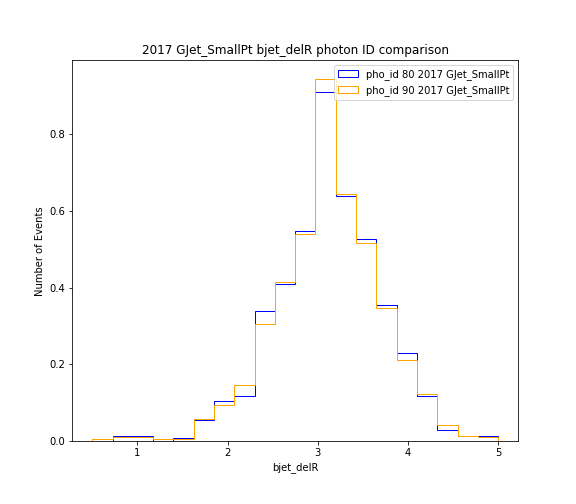 2017 GJet_SmallPt bjet_delR photon ID comparison
pho_id 80 2017 GJet_SmallPt
pho_id 90 2017 GJet_SmallPt
Number of Events
0.8
0.6
0.4
0.2
0.0
1 2 3 4 5
bjet_delR